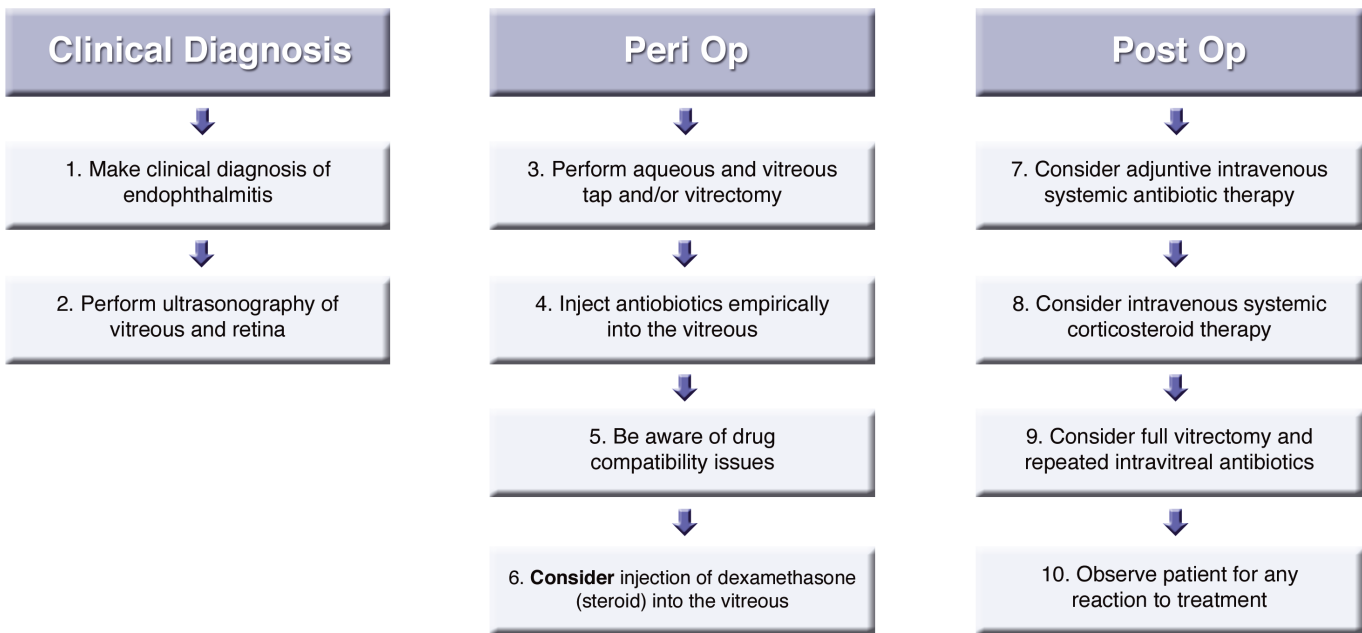 Clinical Diagnosis
1. Make clinical diagnosis of
endophthalmitis
2. Perform ultrasonography of
vitreous and retina
Peri Op
3. Perform aqueous and vitreous
tap and/or vitrectomy
4. Inject antiobiotics empirically
into the vitreous
5. Be aware of drug
compatibility issues
6. Consider injection of dexamethasone
(steroid) into the vitreous
Post Op
7. Consider adjuntive intravenous
systemic antibiotic therapy
8. Consider intravenous systemic
corticosteroid therapy
9. Consider full vitrectomy and
repeated intravitreal antibiotics
10. Observe patient for any
reaction to treatment